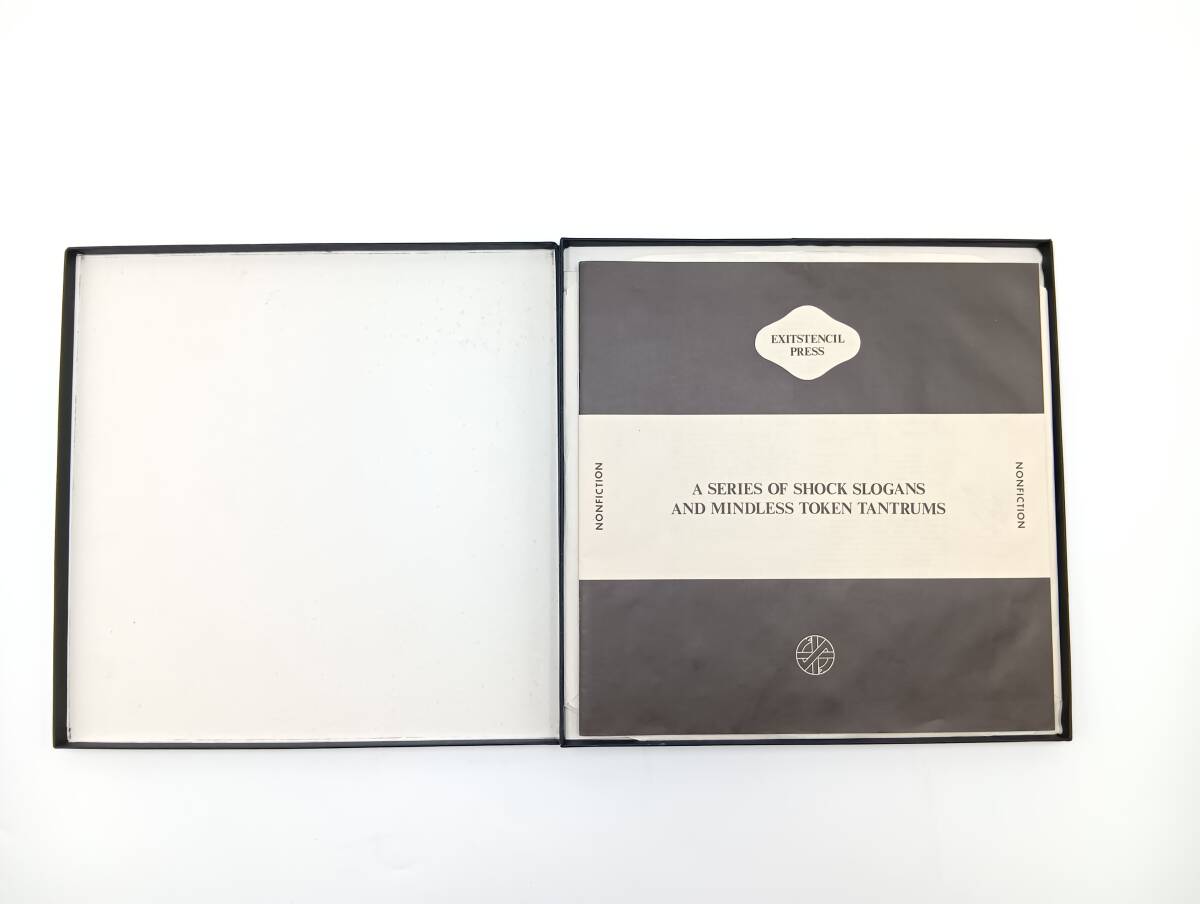 EXITSTENCIL
PRESS
NONFICTION
A SERIES OF SHOCK SLOGANS
AND MINDLESS TOKEN TANTRUMS
NONFICTION